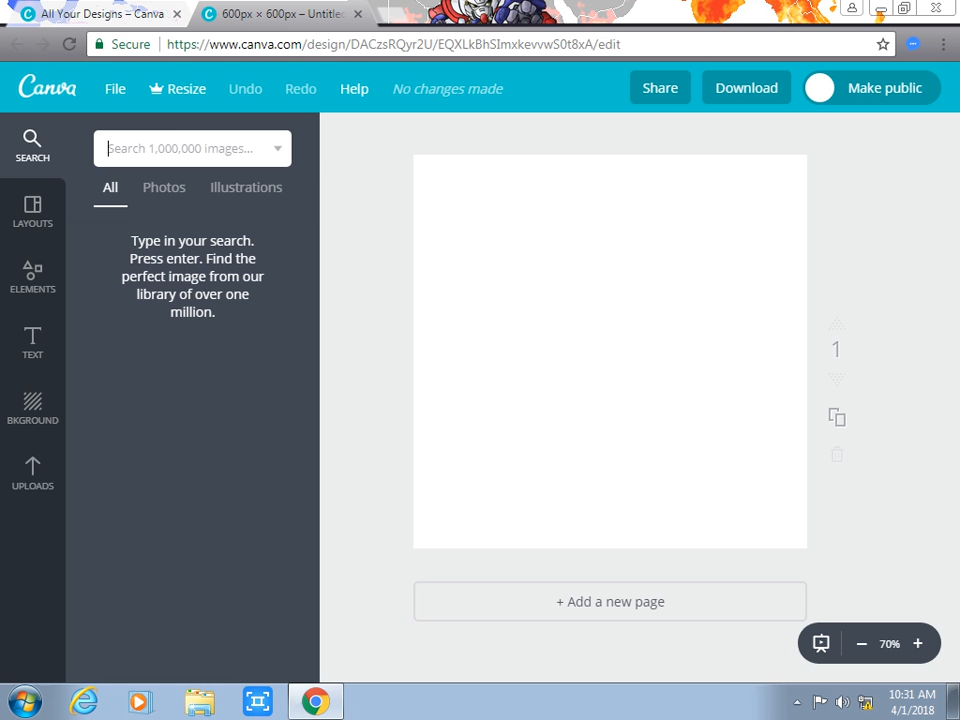 All Your Designs – Canva
600px × 600px – Untitle
Secure
https://www.canva.com/design/DACzsRQyr2U/EQXLkBhSImxkevvwS0t8xA/edit
Canva
File
Resize
Undo
Redo
Help
No changes made
Share
Download
Make public
SEARCH
Search 1,000,000 images...
All
Photos
Illustrations
Type in your search.
Press enter. Find the
perfect image from our
library of over one
million.
LAYOUTS
ELEMENTS
TEXT
BKGROUND
UPLOADS
1
+ Add a new page
70%
10:31 AM
4/1/2018